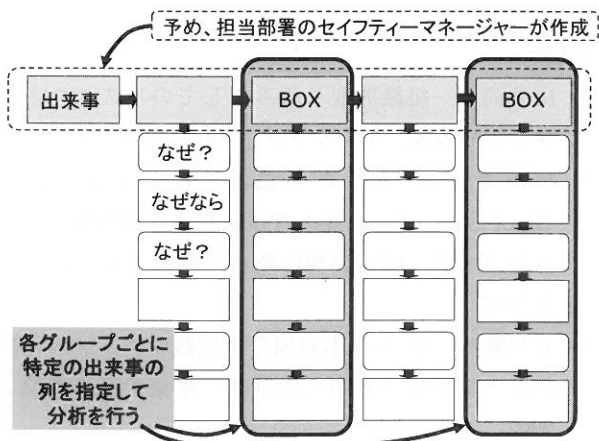 予め、担当部署のセイフティーマネージャーが作成
出来事
BOX
BOX
なぜ？
なぜなら
なぜ？
各グループごとに
特定の出来事の
列を指定して
分析を行う